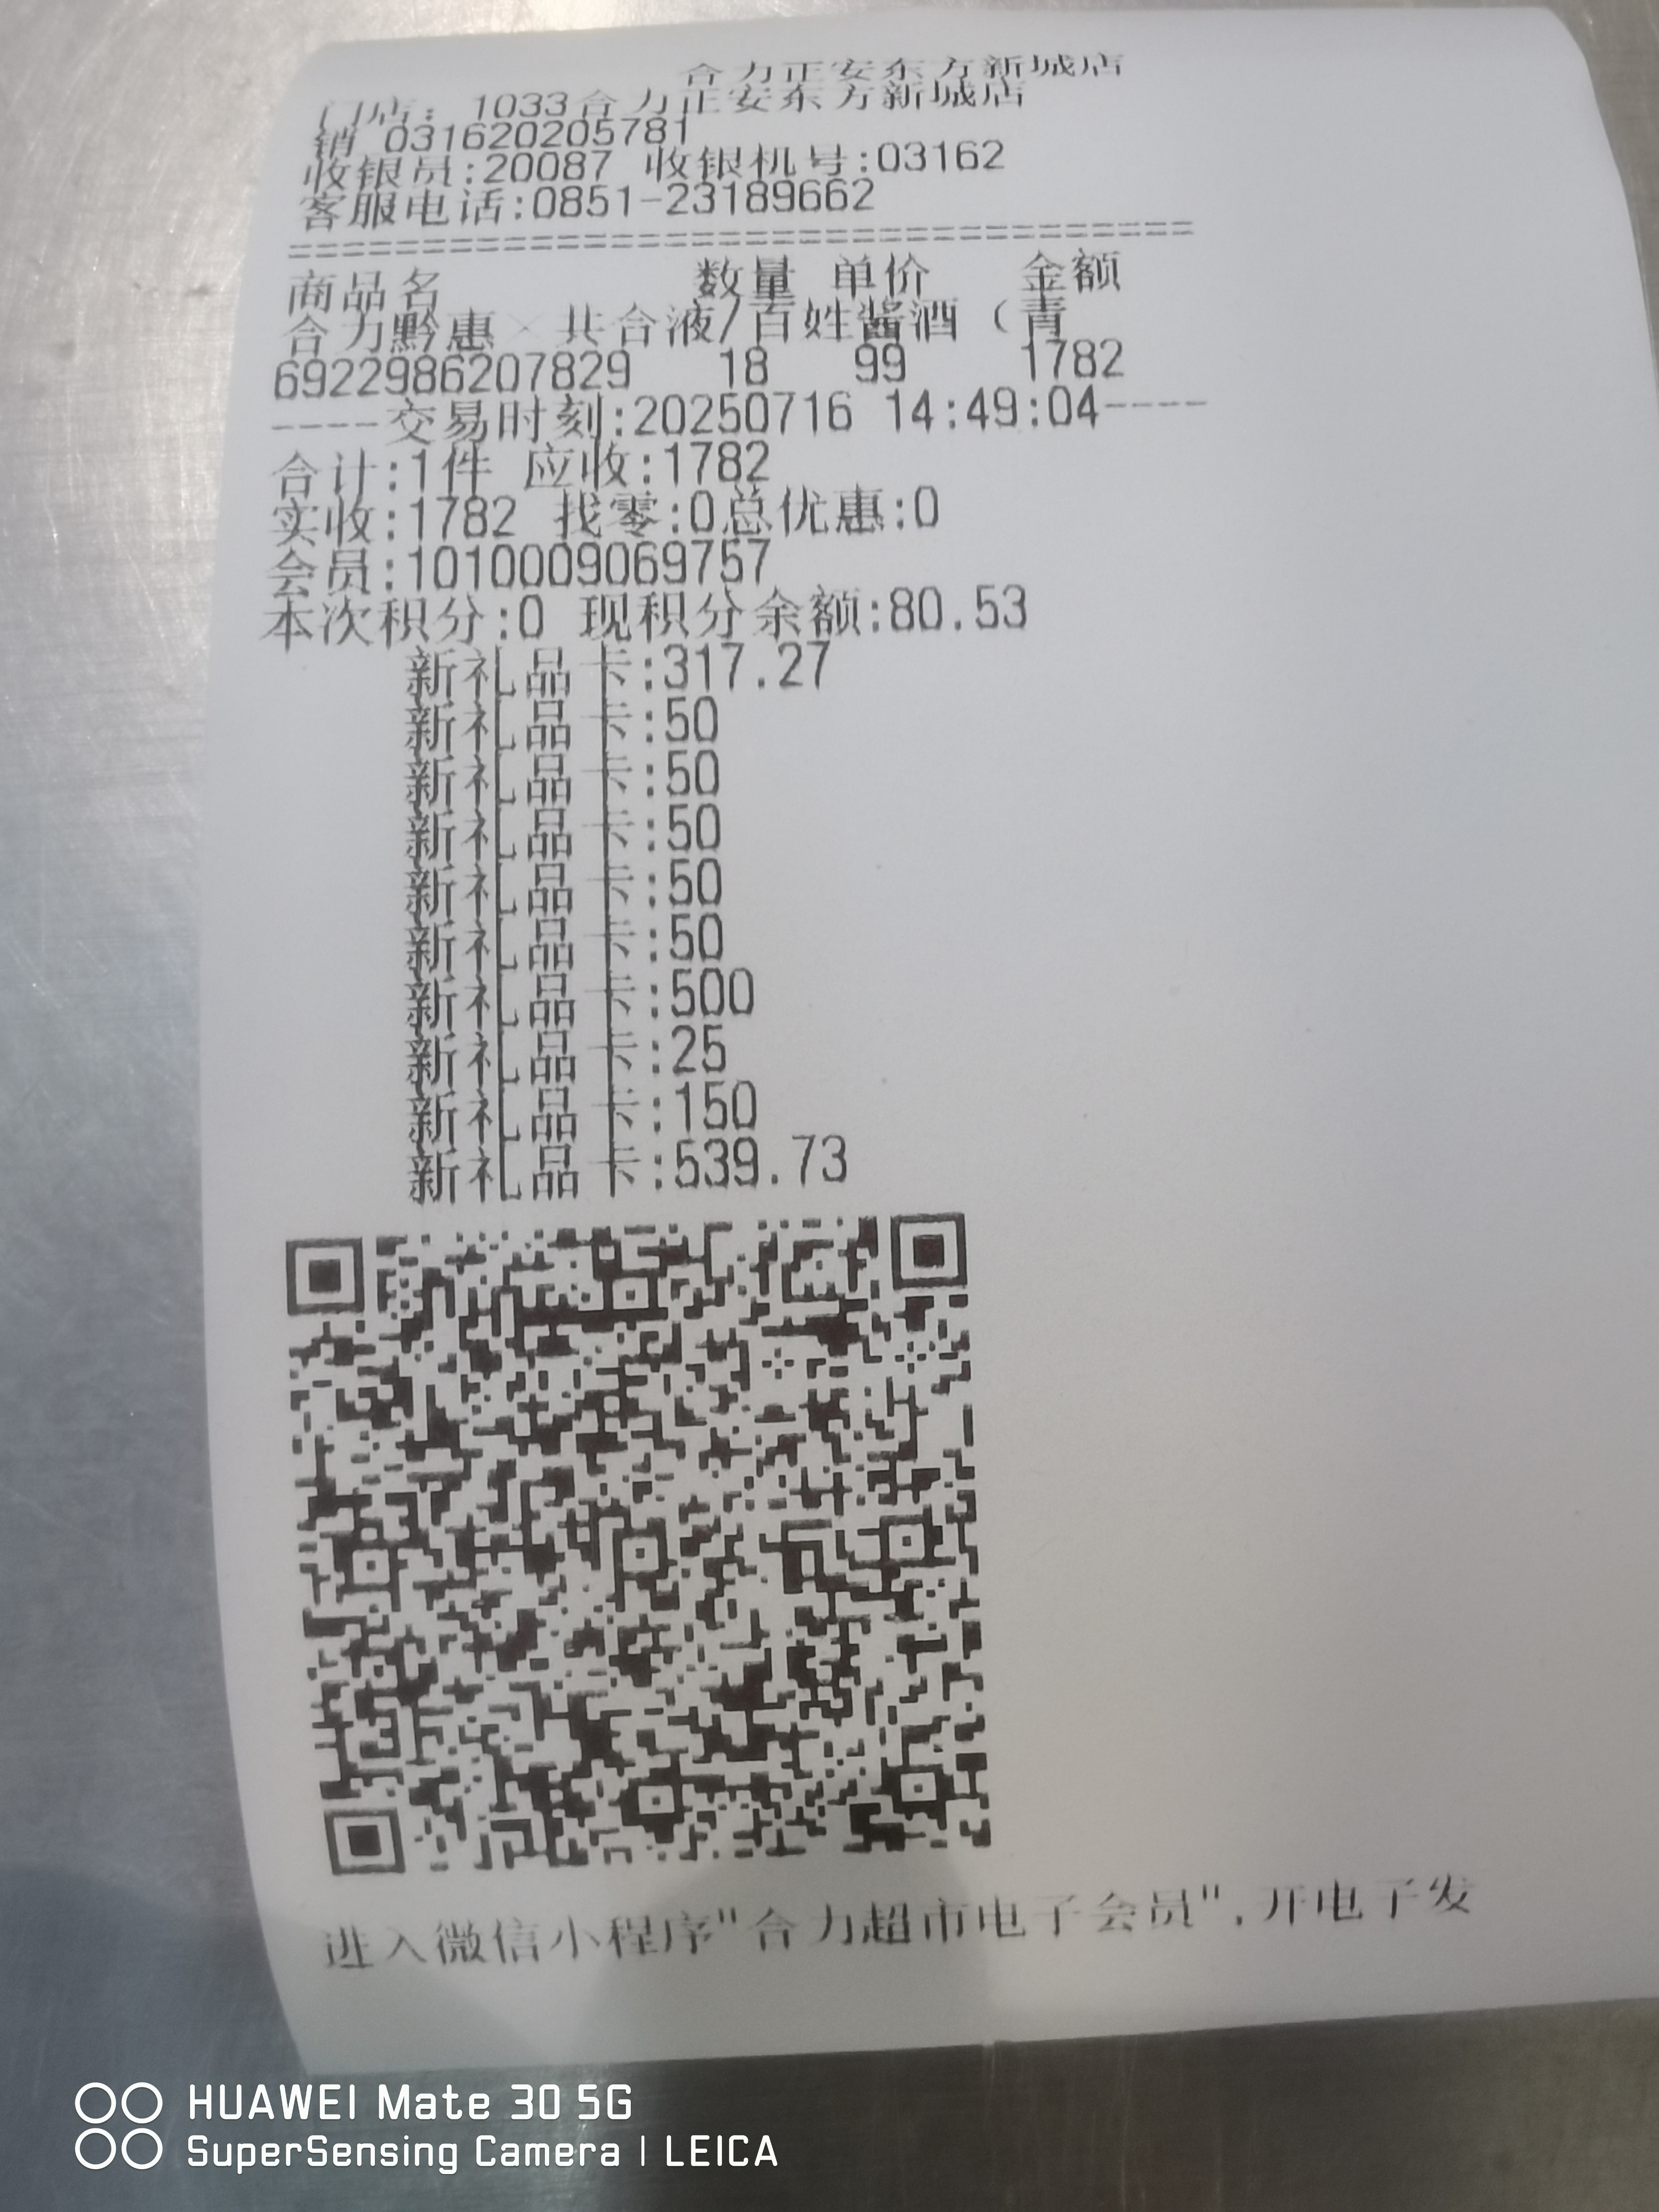 合力正安东方新城店
门店: 1033合力正安东方新城店
销 031620205781
收银员:20087 收银机号:03162
客服电话:0851-23189662
==================================
商品名 数量 单价 金额
合力黔惠×共合液/百姓酱酒（青
6922986207829 18 99 1782
----交易时刻:20250716 14:49:04----
合计:1件 应收:1782
实收:1782 找零:0总优惠:0
会员:1010009069757
本次积分:0 现积分余额:80.53
新礼品卡:317.27
新礼品卡:50
新礼品卡:50
新礼品卡:50
新礼品卡:50
新礼品卡:50
新礼品卡:500
新礼品卡:25
新礼品卡:150
新礼品卡:539.73
进入微信小程序"合力超市电子会员",开电子发
HUAWEI Mate 30 5G
SuperSensing Camera | LEICA